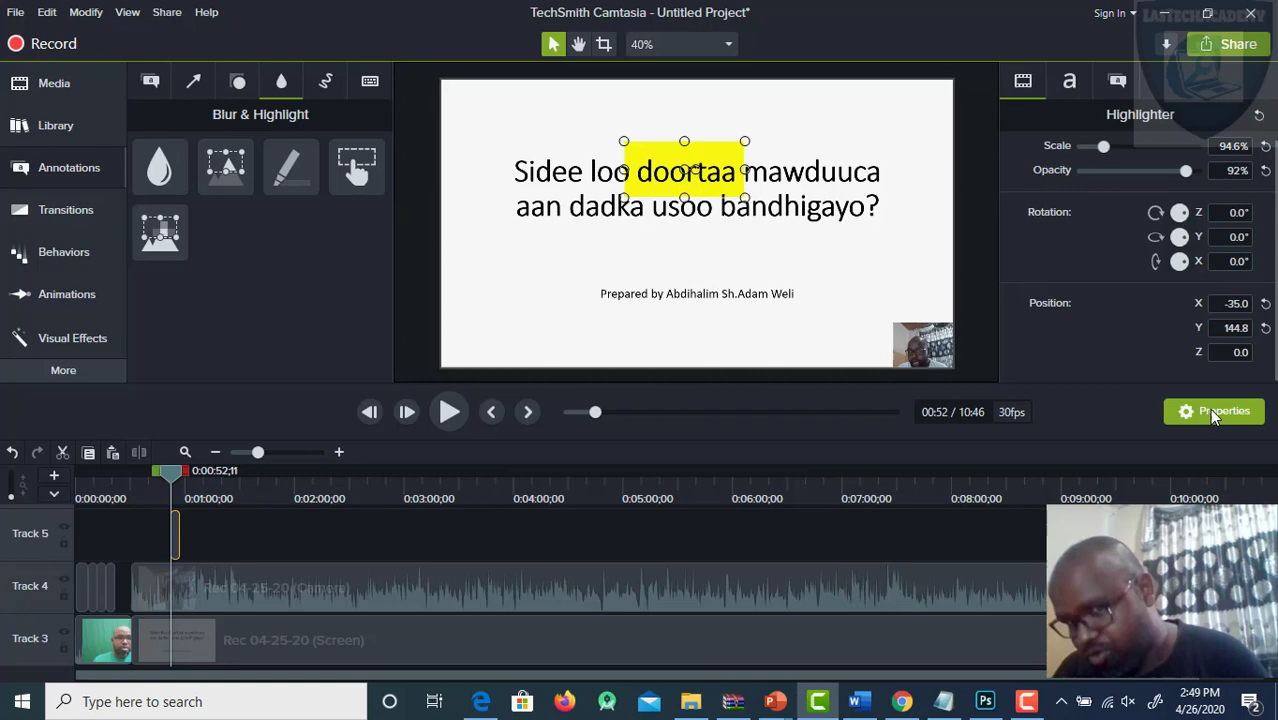 File Edit Modify View Share Help
TechSmith Camtasia - Untitled Project*
Sign In
LASTECHACADEMY
Record
40%
Share
Media
Library
Annotations
Transitions
Behaviors
Animations
Visual Effects
More
Blur & Highlight
a
Sidee loo doortaa mawduuca
aan dadka usoo bandhigayo?
Prepared by Abdihalim Sh.Adam Weli
Highlighter
Scale 94.6%
Opacity 92%
Rotation: Z 0.0°
Y 0.0°
X 0.0°
Position: X -35.0
Y 144.8
Z 0.0
00:52 / 10:46 30fps
Properties
0:00:52;11
0:00:00;00 0:01:00;00 0:02:00;00 0:03:00;00 0:04:00;00 0:05:00;00 0:06:00;00 0:07:00;00 0:08:00;00 0:09:00;00 0:10:00;00
Track 5
Track 4
Rec 04-25-20 (Camera)
Track 3
Rec 04-25-20 (Screen)
Type here to search
2:49 PM
4/26/2020
2